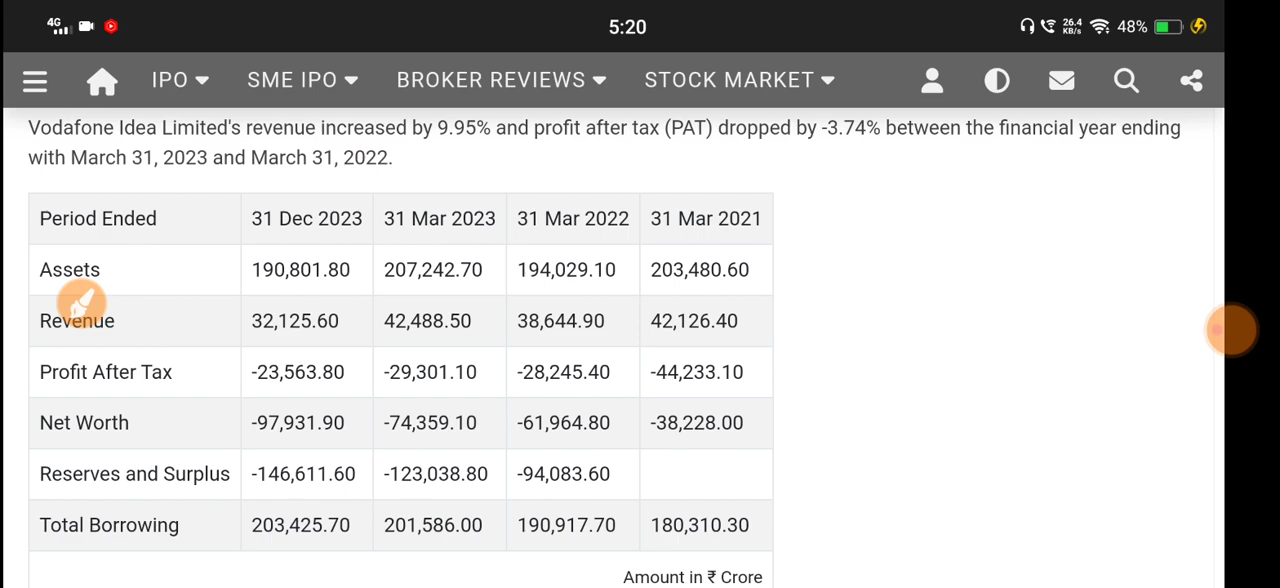 4G 5:20 26.4 KB/s 48%
IPO SME IPO BROKER REVIEWS STOCK MARKET
Vodafone Idea Limited's revenue increased by 9.95% and profit after tax (PAT) dropped by -3.74% between the financial year ending
with March 31, 2023 and March 31, 2022.
Period Ended 31 Dec 2023 31 Mar 2023 31 Mar 2022 31 Mar 2021
Assets 190,801.80 207,242.70 194,029.10 203,480.60
Revenue 32,125.60 42,488.50 38,644.90 42,126.40
Profit After Tax -23,563.80 -29,301.10 -28,245.40 -44,233.10
Net Worth -97,931.90 -74,359.10 -61,964.80 -38,228.00
Reserves and Surplus -146,611.60 -123,038.80 -94,083.60
Total Borrowing 203,425.70 201,586.00 190,917.70 180,310.30
Amount in ₹ Crore